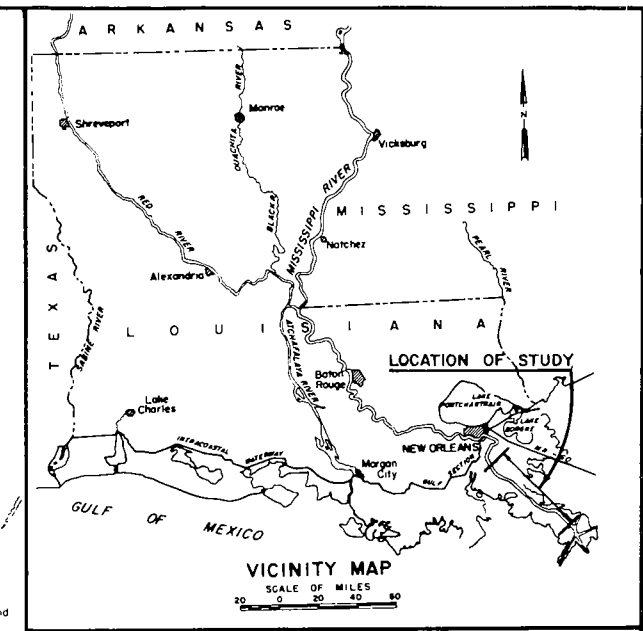 ARKANSAS
Shreveport
OUACHITA RIVER
Monroe
Vicksburg
N
MISSISSIPPI RIVER
BLACK R.
RED RIVER
MISSISSIPPI
Natchez
PEARL RIVER
Alexandria
TEXAS
SABINE RIVER
LOUISIANA
ATCHAFALAYA RIVER
LOCATION OF STUDY
Baton Rouge
LAKE PONTCHARTRAIN
LAKE BORGNE
Lake Charles
NEW ORLEANS
INTRACOASTAL WATERWAY
Morgan City
GULF SECTION
GULF OF MEXICO
VICINITY MAP
SCALE OF MILES
20 0 20 40 60